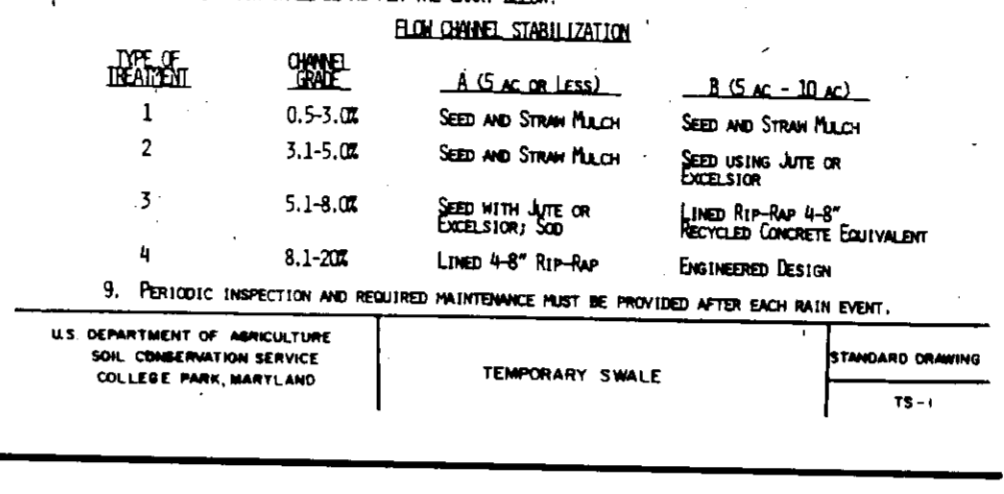 FLOW CHANNEL STABILIZATION
TYPE OF TREATMENT CHANNEL GRADE A (5 AC OR LESS) B (5 AC - 10 AC)
1 0.5-3.0% SEED AND STRAW MULCH SEED AND STRAW MULCH
2 3.1-5.0% SEED AND STRAW MULCH SEED USING JUTE OR
EXCELSIOR
3 5.1-8.0% SEED WITH JUTE OR LINED RIP-RAP 4-8"
EXCELSIOR; SOD RECYCLED CONCRETE EQUIVALENT
4 8.1-20% LINED 4-8" RIP-RAP ENGINEERED DESIGN
9. PERIODIC INSPECTION AND REQUIRED MAINTENANCE MUST BE PROVIDED AFTER EACH RAIN EVENT.
U.S. DEPARTMENT OF AGRICULTURE
SOIL CONSERVATION SERVICE
COLLEGE PARK, MARYLAND
TEMPORARY SWALE
STANDARD DRAWING
TS-1